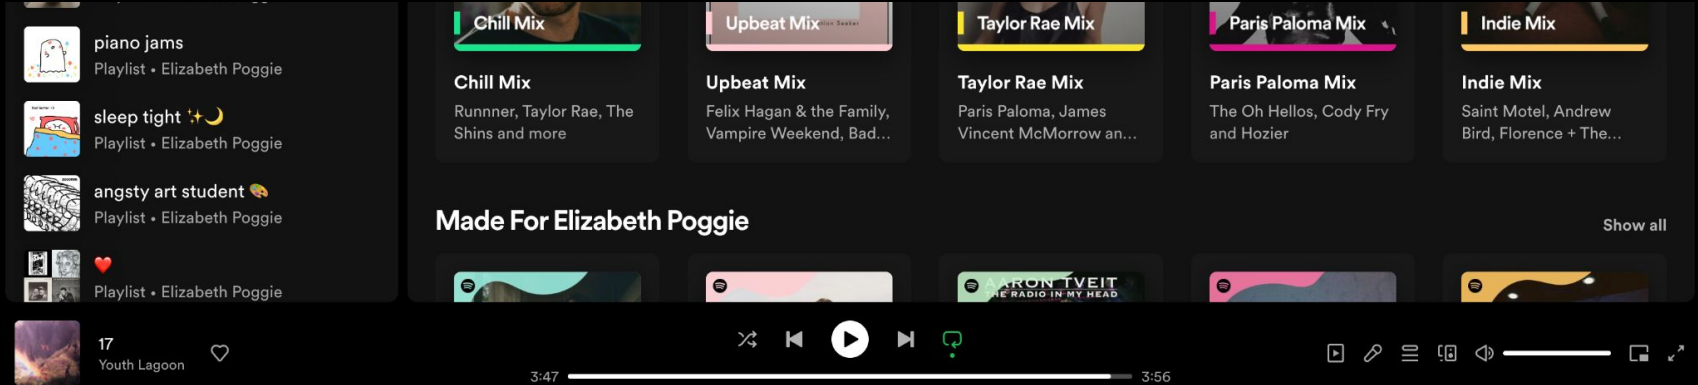 piano jams
Playlist • Elizabeth Poggie
sleep tight ✨🌙
Playlist • Elizabeth Poggie
angsty art student 🎨
Playlist • Elizabeth Poggie
❤️
Playlist • Elizabeth Poggie
Chill Mix
Upbeat Mix
Taylor Rae Mix
Paris Paloma Mix
Indie Mix
Chill Mix
Runnner, Taylor Rae, The
Shins and more
Upbeat Mix
Felix Hagan & the Family,
Vampire Weekend, Bad...
Taylor Rae Mix
Paris Paloma, James
Vincent McMorrow an...
Paris Paloma Mix
The Oh Hellos, Cody Fry
and Hozier
Indie Mix
Saint Motel, Andrew
Bird, Florence + The...
Made For Elizabeth Poggie
Show all
AARON TVEIT
THE RADIO IN MY HEAD
17
Youth Lagoon
3:47
3:56